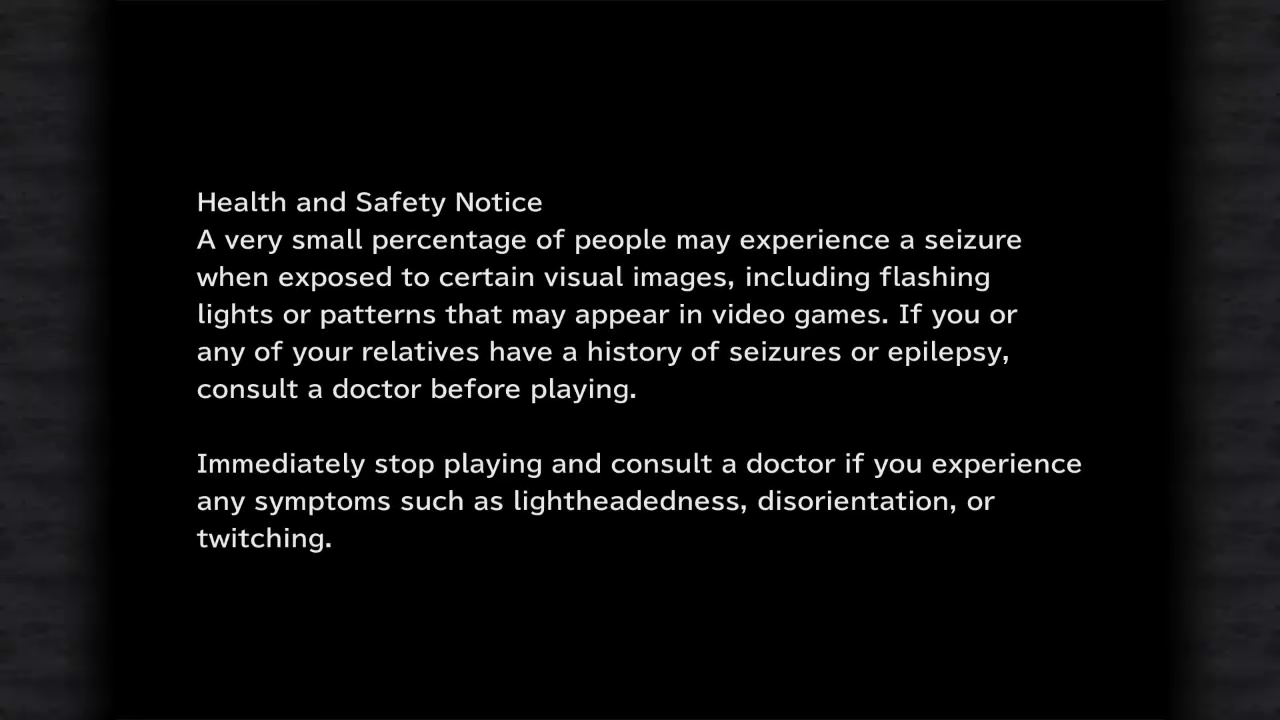 Health and Safety Notice
A very small percentage of people may experience a seizure
when exposed to certain visual images, including flashing
lights or patterns that may appear in video games. If you or
any of your relatives have a history of seizures or epilepsy,
consult a doctor before playing.
Immediately stop playing and consult a doctor if you experience
any symptoms such as lightheadedness, disorientation, or
twitching.